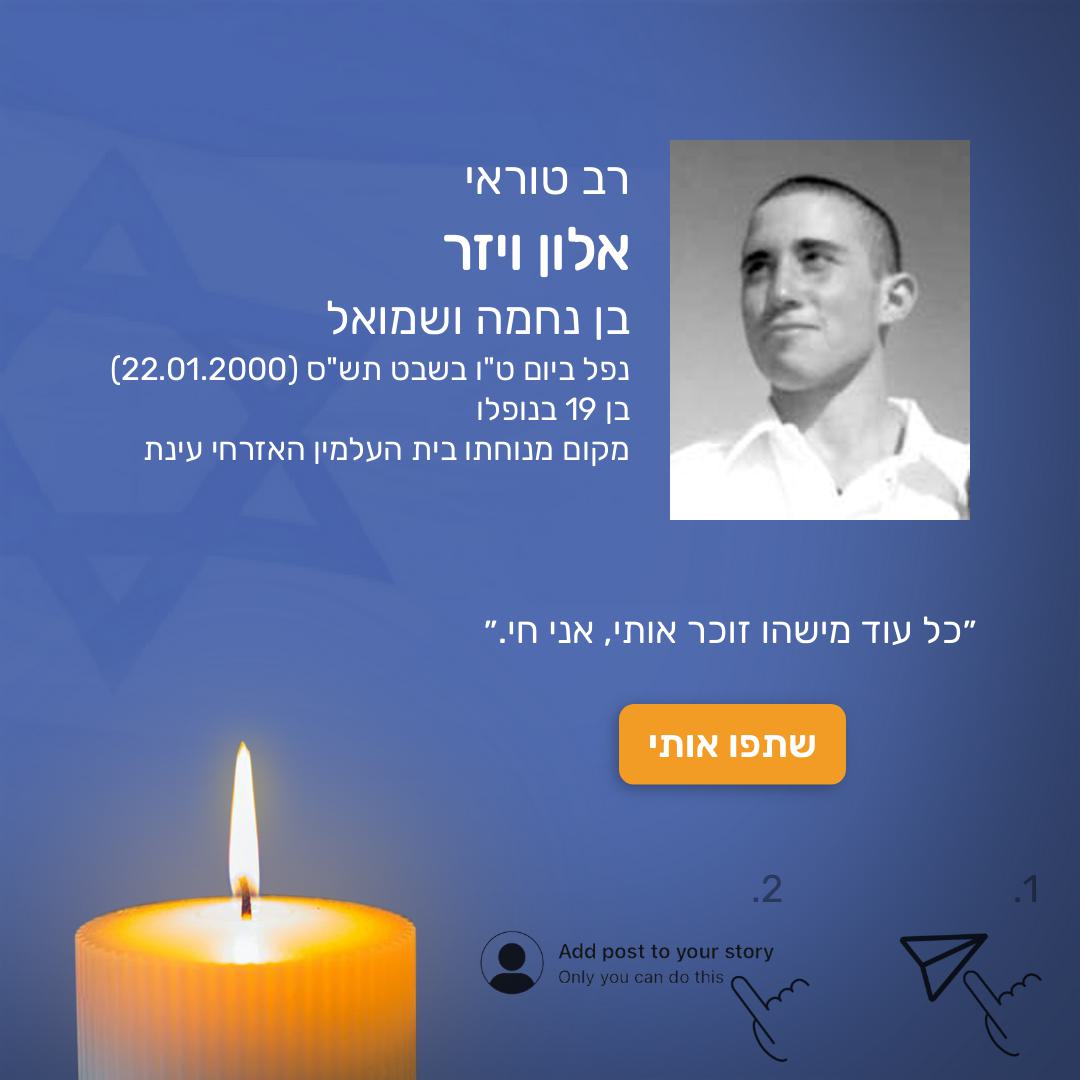 רב טוראי
אלון ויזר
בן נחמה ושמואל
נפל ביום ט"ו בשבט תש"ס (22.01.2000)
בן 19 בנופלו
מקום מנוחתו בית העלמין האזרחי עינת
״כל עוד מישהו זוכר אותי, אני חי.״
שתפו אותי
1.
2.
Add post to your story
Only you can do this